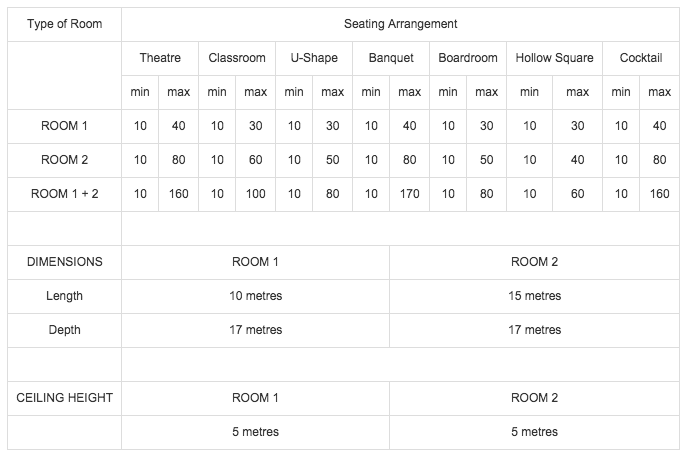 Type of Room Seating Arrangement
Theatre Classroom U-Shape Banquet Boardroom Hollow Square Cocktail
min max min max min max min max min max min max min max
ROOM 1 10 40 10 30 10 30 10 40 10 30 10 30 10 40
ROOM 2 10 80 10 60 10 50 10 80 10 50 10 40 10 80
ROOM 1 + 2 10 160 10 100 10 80 10 170 10 80 10 60 10 160
DIMENSIONS ROOM 1 ROOM 2
Length 10 metres 15 metres
Depth 17 metres 17 metres
CEILING HEIGHT ROOM 1 ROOM 2
5 metres 5 metres